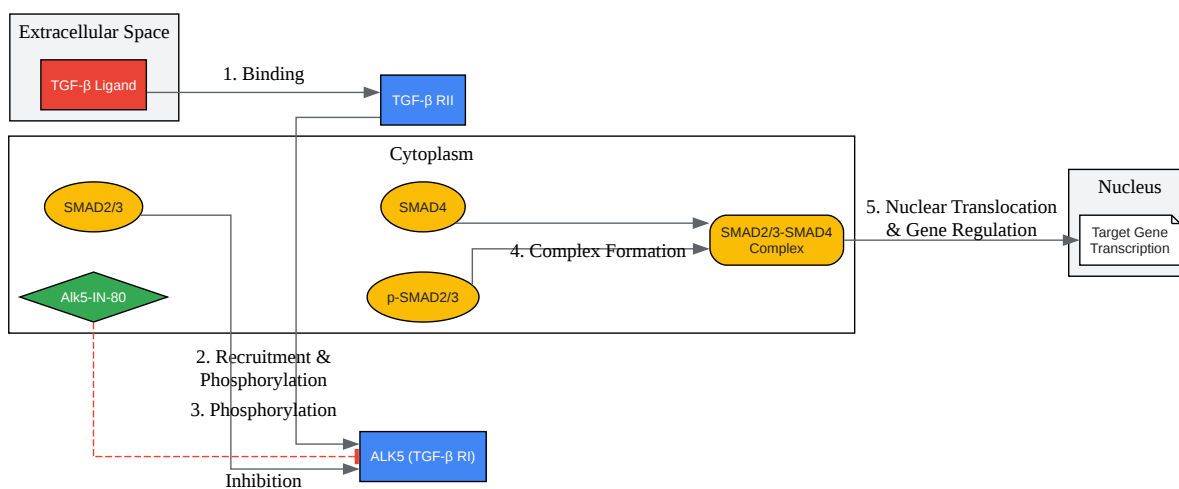 Extracellular Space
TGF-β Ligand
1. Binding
TGF-β RII
Cytoplasm
SMAD2/3
SMAD4
Alk5-IN-80
p-SMAD2/3
4. Complex Formation
SMAD2/3-SMAD4
Complex
5. Nuclear Translocation
& Gene Regulation
Nucleus
Target Gene
Transcription
2. Recruitment &
Phosphorylation
3. Phosphorylation
ALK5 (TGF-β RI)
Inhibition